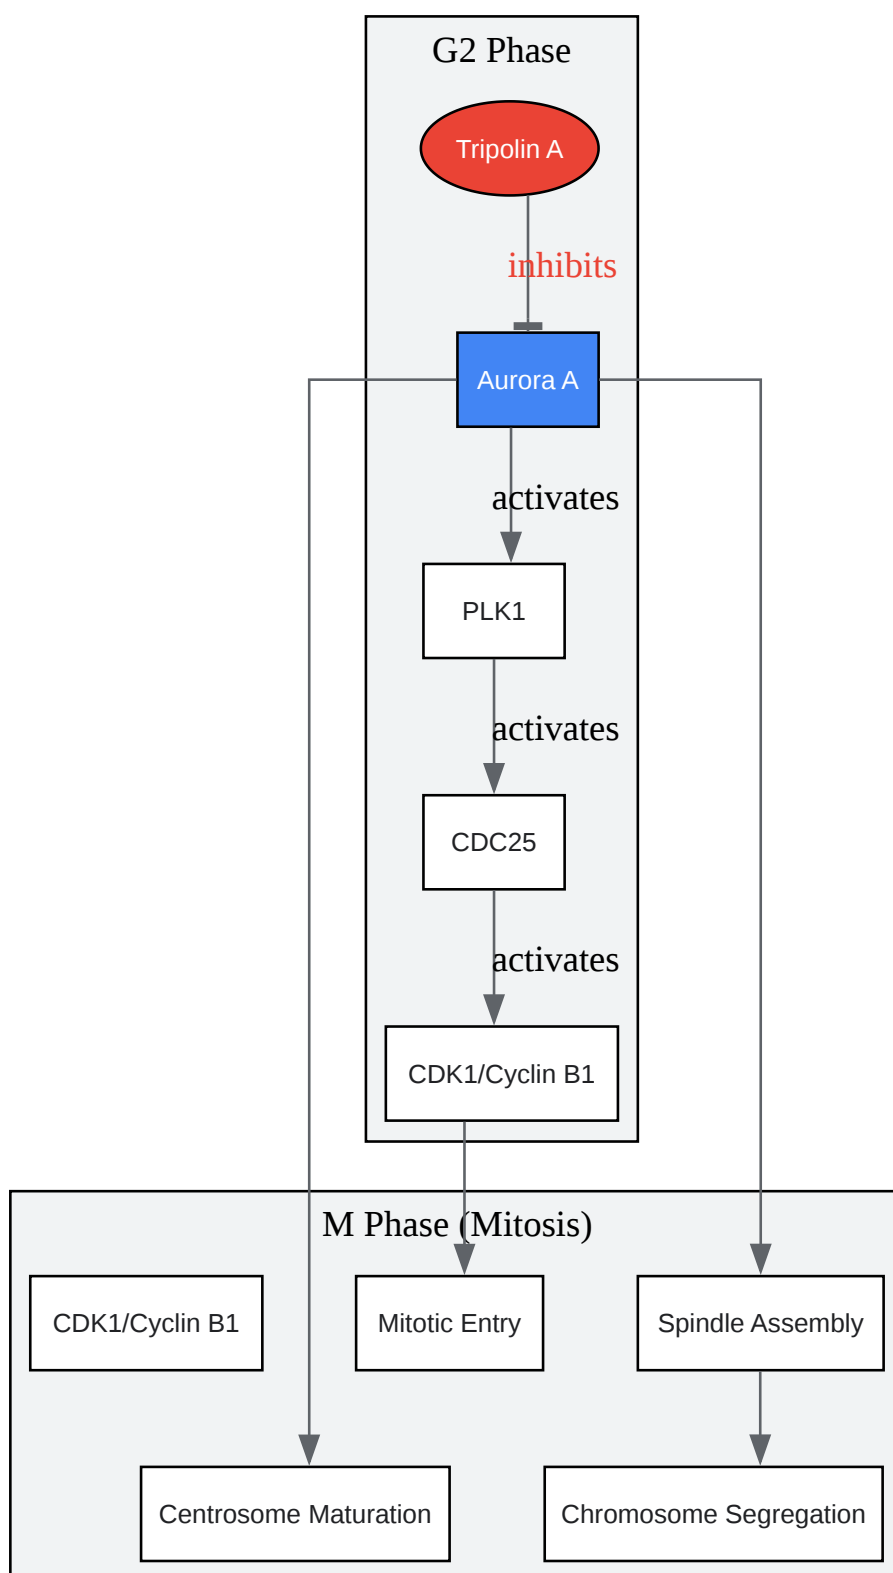 G2 Phase
Tripolin A
inhibits
Aurora A
activates
PLK1
activates
CDC25
activates
CDK1/Cyclin B1
M Phase (Mitosis)
CDK1/Cyclin B1
Mitotic Entry
Spindle Assembly
Centrosome Maturation
Chromosome Segregation